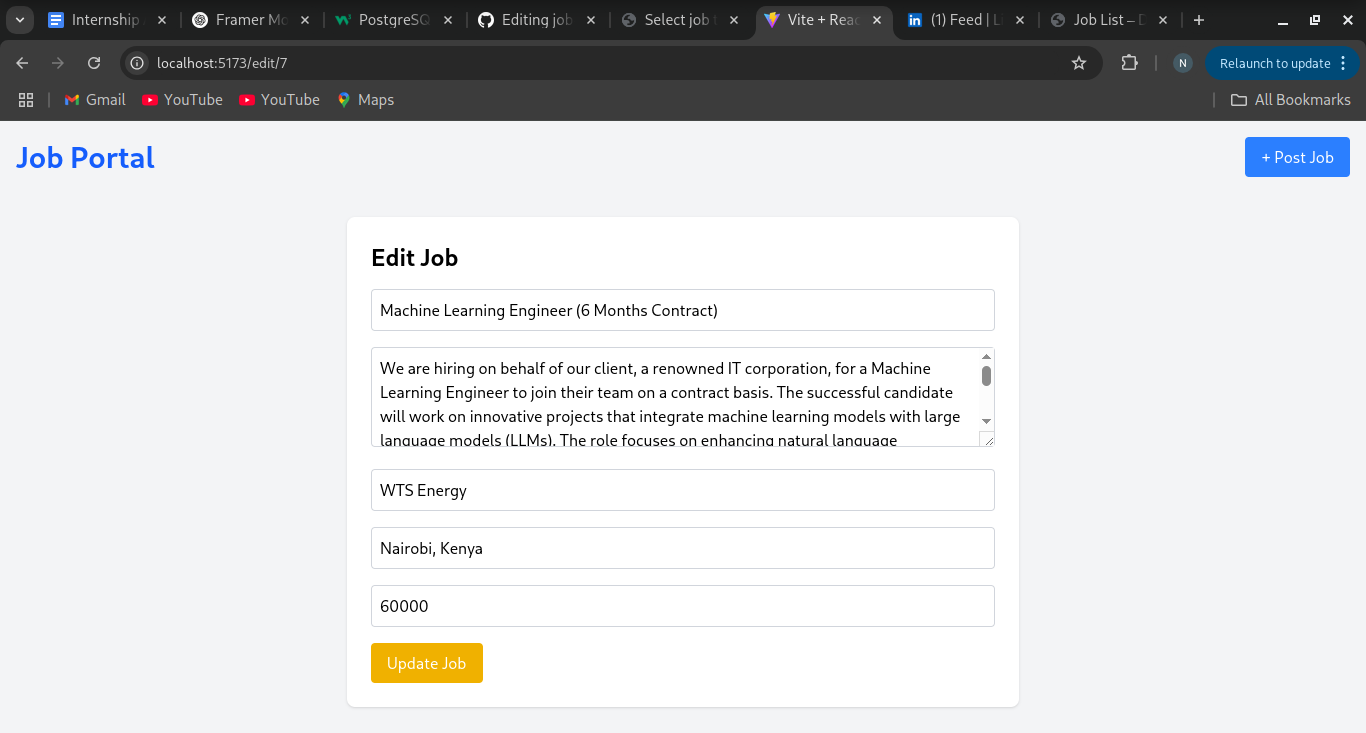 Internship
Framer Mo
PostgreSQ
Editing job
Select job t
Vite + Reac
in (1) Feed | Li
Job List – D
localhost:5173/edit/7
N
Relaunch to update
Gmail
YouTube
YouTube
Maps
All Bookmarks
Job Portal
+ Post Job
Edit Job
Machine Learning Engineer (6 Months Contract)
We are hiring on behalf of our client, a renowned IT corporation, for a Machine
Learning Engineer to join their team on a contract basis. The successful candidate
will work on innovative projects that integrate machine learning models with large
language models (LLMs). The role focuses on enhancing natural language
WTS Energy
Nairobi, Kenya
60000
Update Job